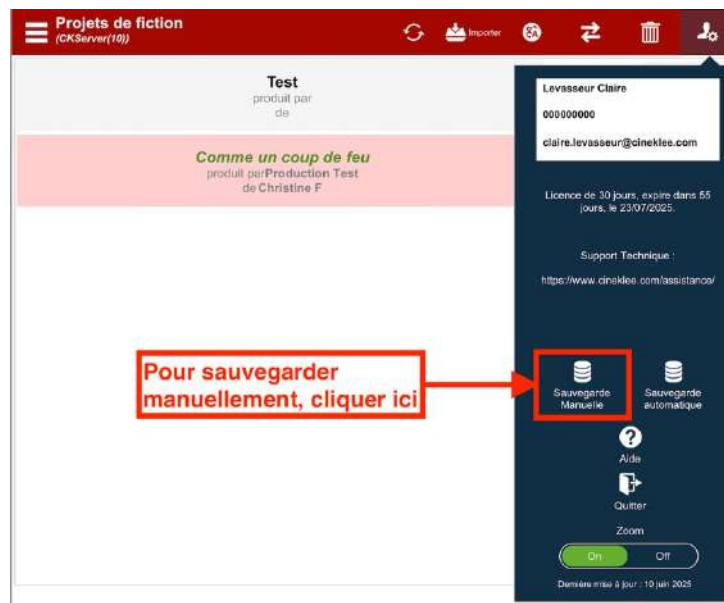 Projets de fiction
(CKServer(10))
Importer
Test
produit par
de
Comme un coup de feu
produit parProduction Test
de Christine F
Levasseur Claire
000000000
claire.levasseur@cineklee.com
Licence de 30 jours, expire dans 55
jours, le 23/07/2025.
Support Technique :
https://www.cineklee.com/assistance/
Pour sauvegarder
manuellement, cliquer ici
Sauvegarde
Manuelle
Sauvegarde
automatique
Aide
Quitter
Zoom
On Off
Dernière mise à jour : 10 juin 2025